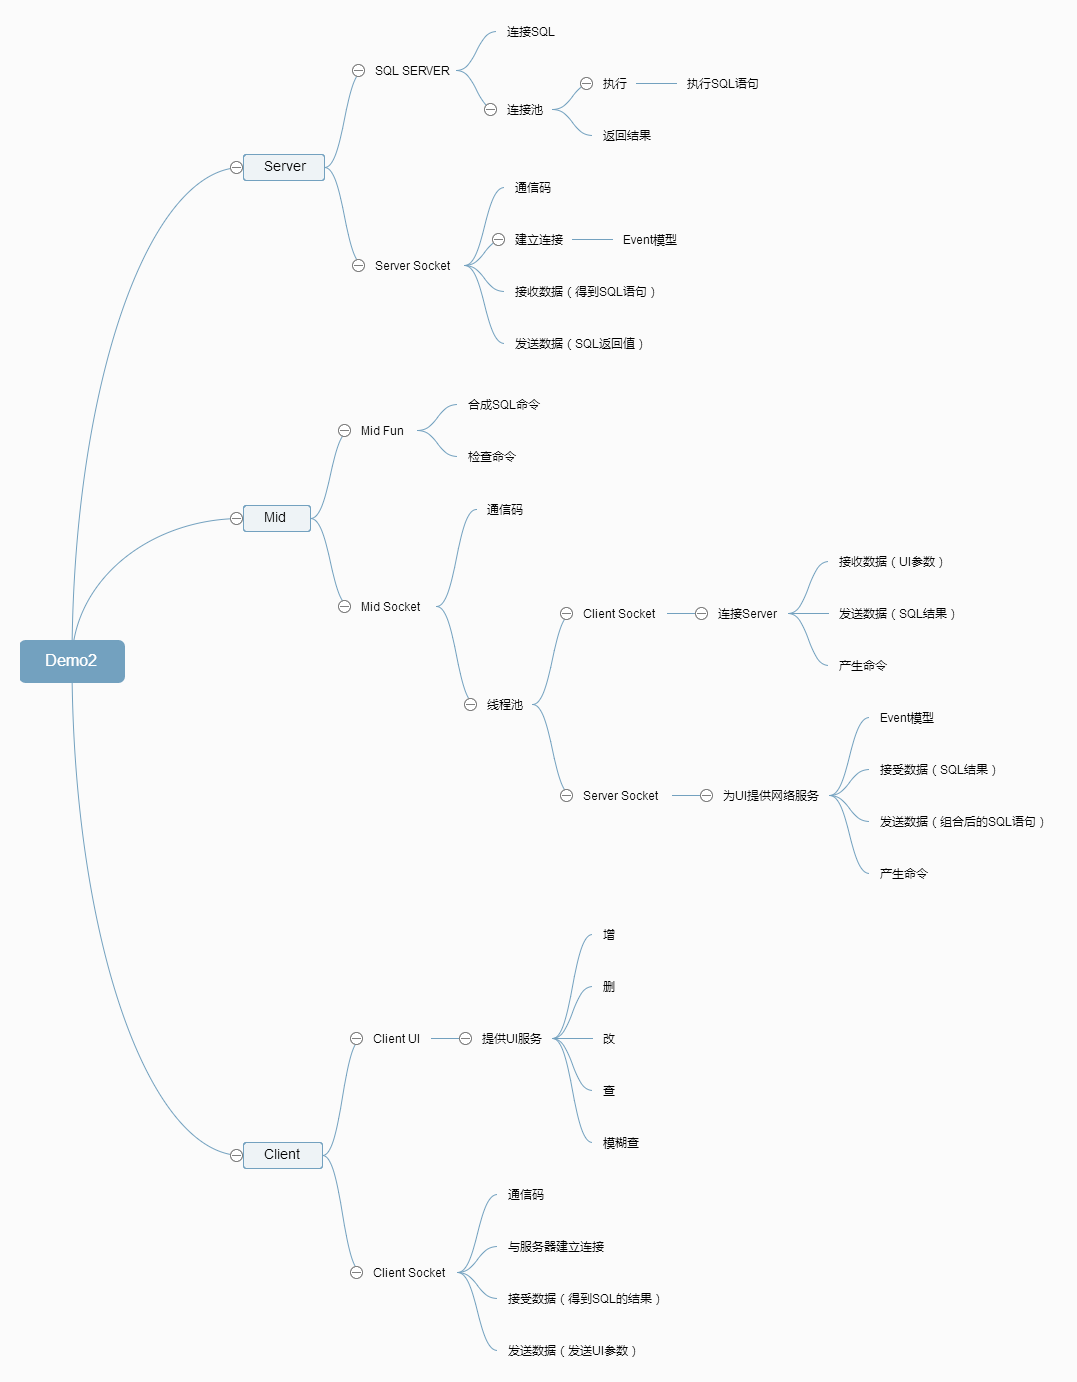 Demo2
Server
SQL SERVER
连接SQL
连接池
执行
执行SQL语句
返回结果
Server Socket
通信码
建立连接
Event模型
接收数据（得到SQL语句）
发送数据（SQL返回值）
Mid
Mid Fun
合成SQL命令
检查命令
Mid Socket
通信码
线程池
Client Socket
连接Server
接收数据（UI参数）
发送数据（SQL结果）
产生命令
Server Socket
为UI提供网络服务
Event模型
接受数据（SQL结果）
发送数据（组合后的SQL语句）
产生命令
Client
Client UI
提供UI服务
增
删
改
查
模糊查
Client Socket
通信码
与服务器建立连接
接受数据（得到SQL的结果）
发送数据（发送UI参数）